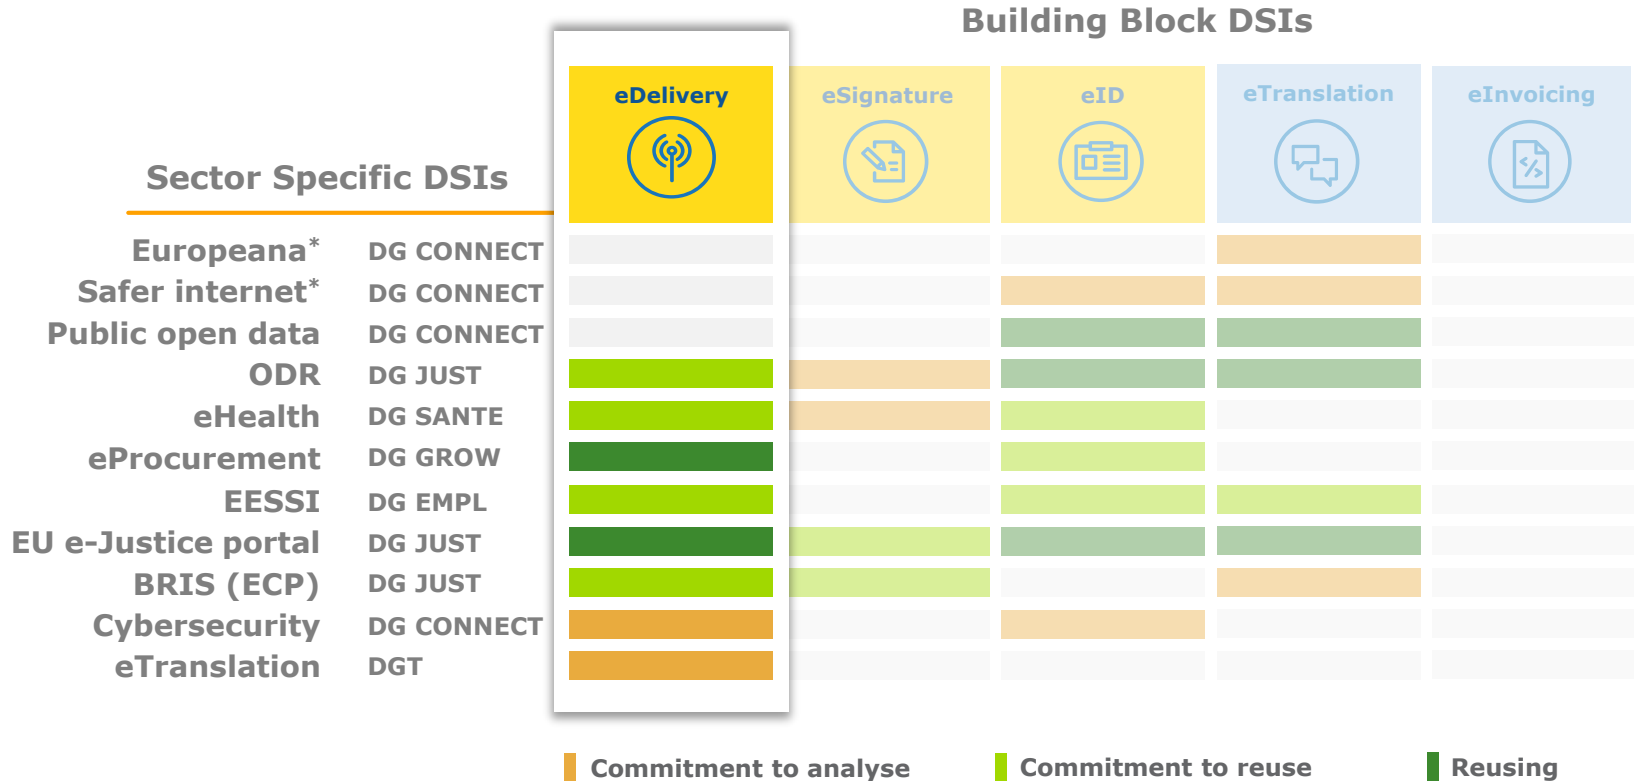 Building Block DSIs
eDelivery eSignature eID eTranslation eInvoicing
Sector Specific DSIs
Europeana* DG CONNECT
Safer internet* DG CONNECT
Public open data DG CONNECT
ODR DG JUST
eHealth DG SANTE
eProcurement DG GROW
EESSI DG EMPL
EU e-Justice portal DG JUST
BRIS (ECP) DG JUST
Cybersecurity DG CONNECT
eTranslation DGT
Commitment to analyse Commitment to reuse Reusing